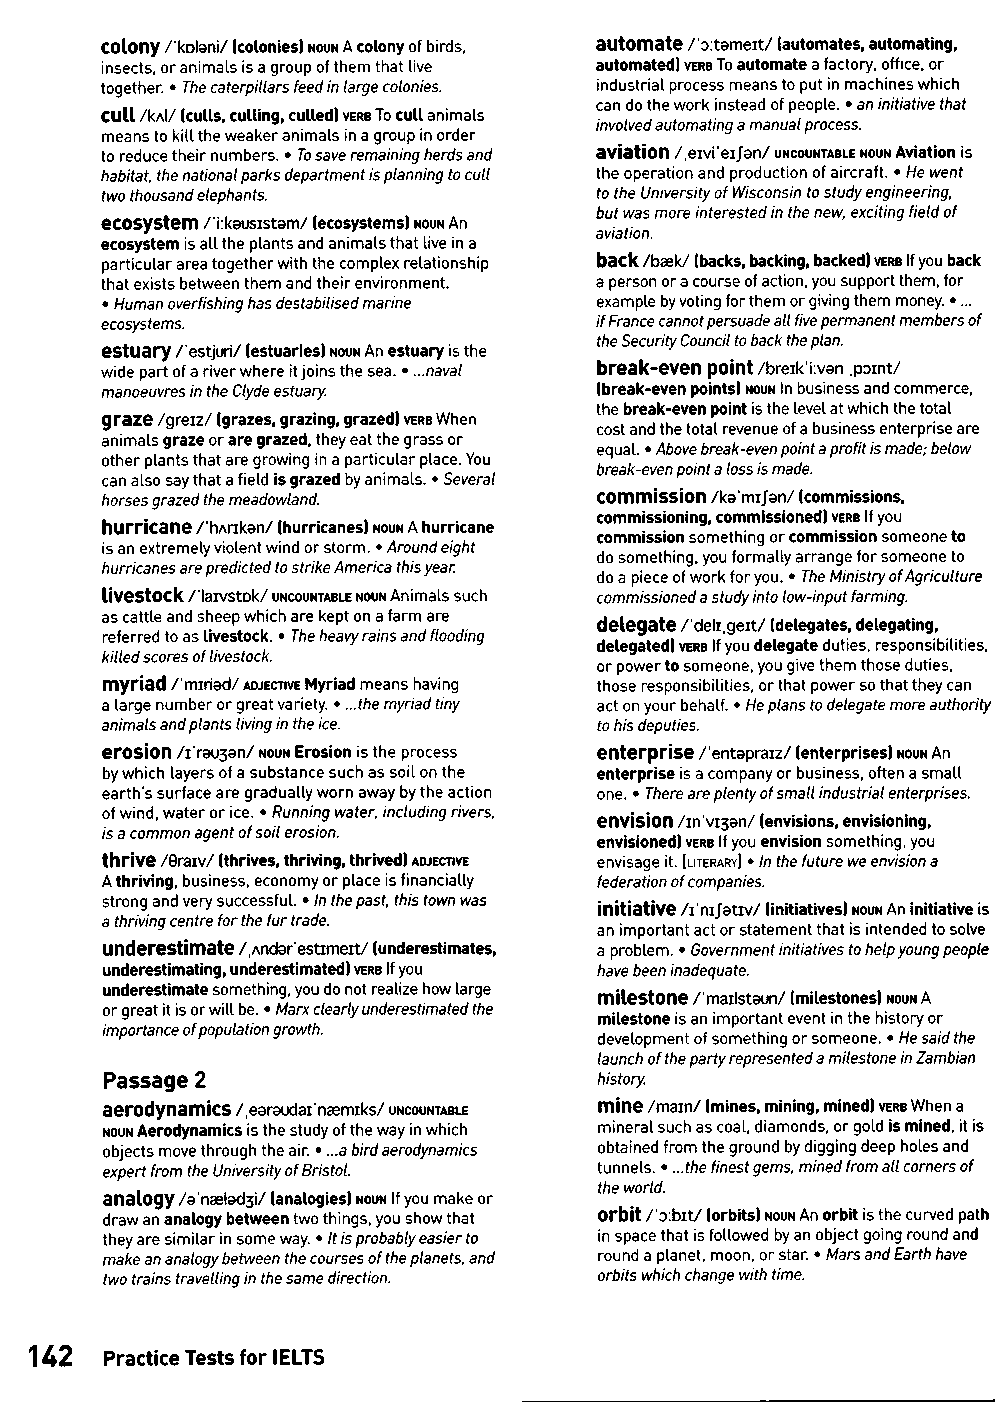 colony /ˈkɒləni/ (colonies) NOUN A colony of birds,
insects, or animals is a group of them that live
together. • The caterpillars feed in large colonies.
cull /kʌl/ (culls, culling, culled) VERB To cull animals
means to kill the weaker animals in a group in order
to reduce their numbers. • To save remaining herds and
habitat, the national parks department is planning to cull
two thousand elephants.
ecosystem /ˈiːkəʊsɪstəm/ (ecosystems) NOUN An
ecosystem is all the plants and animals that live in a
particular area together with the complex relationship
that exists between them and their environment.
• Human overfishing has destabilised marine
ecosystems.
estuary /ˈestjʊri/ (estuaries) NOUN An estuary is the
wide part of a river where it joins the sea. • ...naval
manoeuvres in the Clyde estuary.
graze /greɪz/ (grazes, grazing, grazed) VERB When
animals graze or are grazed, they eat the grass or
other plants that are growing in a particular place. You
can also say that a field is grazed by animals. • Several
horses grazed the meadowland.
hurricane /ˈhʌrɪkən/ (hurricanes) NOUN A hurricane
is an extremely violent wind or storm. • Around eight
hurricanes are predicted to strike America this year.
livestock /ˈlaɪvstɒk/ UNCOUNTABLE NOUN Animals such
as cattle and sheep which are kept on a farm are
referred to as livestock. • The heavy rains and flooding
killed scores of livestock.
myriad /ˈmɪriəd/ ADJECTIVE Myriad means having
a large number or great variety. • ...the myriad tiny
animals and plants living in the ice.
erosion /ɪˈrəʊʒən/ NOUN Erosion is the process
by which layers of a substance such as soil on the
earth's surface are gradually worn away by the action
of wind, water or ice. • Running water, including rivers,
is a common agent of soil erosion.
thrive /θraɪv/ (thrives, thriving, thrived) ADJECTIVE
A thriving, business, economy or place is financially
strong and very successful. • In the past, this town was
a thriving centre for the fur trade.
underestimate /ˌʌndərˈestɪmeɪt/ (underestimates,
underestimating, underestimated) VERB If you
underestimate something, you do not realize how large
or great it is or will be. • Marx clearly underestimated the
importance of population growth.
Passage 2
aerodynamics /ˌeərəʊdaɪˈnæmɪks/ UNCOUNTABLE
NOUN Aerodynamics is the study of the way in which
objects move through the air. • ...a bird aerodynamics
expert from the University of Bristol.
analogy /əˈnælədʒi/ (analogies) NOUN If you make or
draw an analogy between two things, you show that
they are similar in some way. • It is probably easier to
make an analogy between the courses of the planets, and
two trains travelling in the same direction.
automate /ˈɔːtəmeɪt/ (automates, automating,
automated) VERB To automate a factory, office, or
industrial process means to put in machines which
can do the work instead of people. • an initiative that
involved automating a manual process.
aviation /ˌeɪviˈeɪʃən/ UNCOUNTABLE NOUN Aviation is
the operation and production of aircraft. • He went
to the University of Wisconsin to study engineering,
but was more interested in the new, exciting field of
aviation.
back /bæk/ (backs, backing, backed) VERB If you back
a person or a course of action, you support them, for
example by voting for them or giving them money. • ...
if France cannot persuade all five permanent members of
the Security Council to back the plan.
break-even point /breɪkˈiːvən ˌpɔɪnt/
(break-even points) NOUN In business and commerce,
the break-even point is the level at which the total
cost and the total revenue of a business enterprise are
equal. • Above break-even point a profit is made; below
break-even point a loss is made.
commission /kəˈmɪʃən/ (commissions,
commissioning, commissioned) VERB If you
commission something or commission someone to
do something, you formally arrange for someone to
do a piece of work for you. • The Ministry of Agriculture
commissioned a study into low-input farming.
delegate /ˈdelɪˌgeɪt/ (delegates, delegating,
delegated) VERB If you delegate duties, responsibilities,
or power to someone, you give them those duties,
those responsibilities, or that power so that they can
act on your behalf. • He plans to delegate more authority
to his deputies.
enterprise /ˈentəpraɪz/ (enterprises) NOUN An
enterprise is a company or business, often a small
one. • There are plenty of small industrial enterprises.
envision /ɪnˈvɪʒən/ (envisions, envisioning,
envisioned) VERB If you envision something, you
envisage it. [LITERARY] • In the future we envision a
federation of companies.
initiative /ɪˈnɪʃətɪv/ (initiatives) NOUN An initiative is
an important act or statement that is intended to solve
a problem. • Government initiatives to help young people
have been inadequate.
milestone /ˈmaɪlstəʊn/ (milestones) NOUN A
milestone is an important event in the history or
development of something or someone. • He said the
launch of the party represented a milestone in Zambian
history.
mine /maɪn/ (mines, mining, mined) VERB When a
mineral such as coal, diamonds, or gold is mined, it is
obtained from the ground by digging deep holes and
tunnels. • ...the finest gems, mined from all corners of
the world.
orbit /ˈɔːbɪt/ (orbits) NOUN An orbit is the curved path
in space that is followed by an object going round and
round a planet, moon, or star. • Mars and Earth have
orbits which change with time.
142 Practice Tests for IELTS